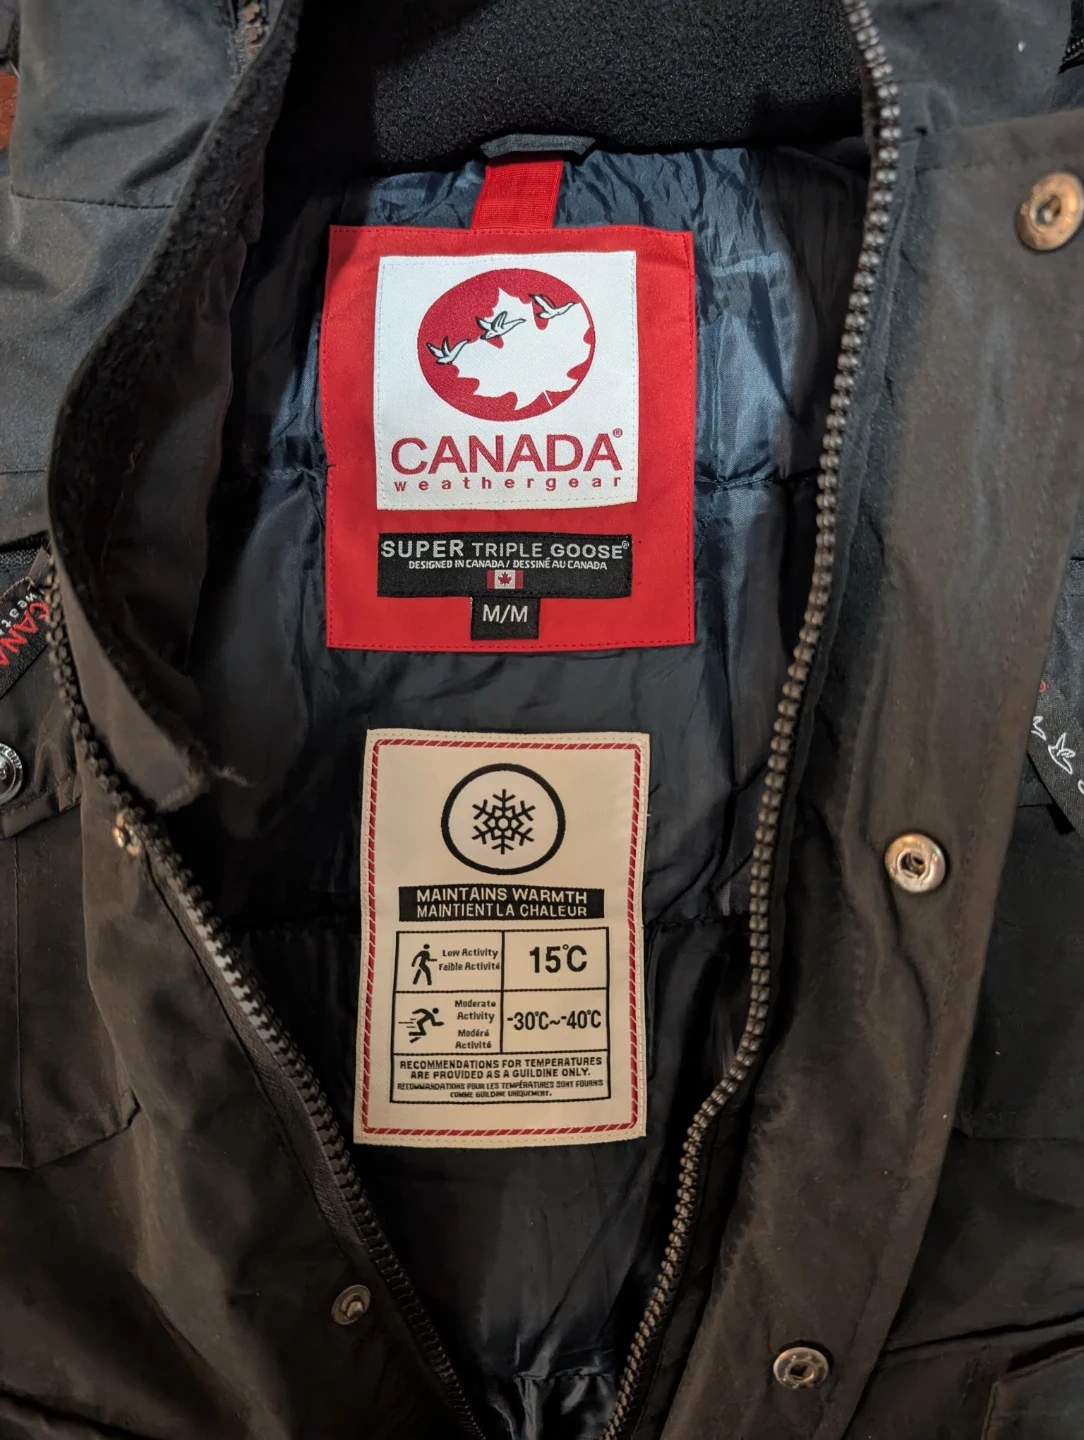 CANADA®
weathergear
SUPER TRIPLE GOOSE®
DESIGNED IN CANADA / DESSINÉ AU CANADA
M/M
MAINTAINS WARMTH
MAINTIENT LA CHALEUR
Low Activity
Faible Activité
15°C
Moderate
Activity
Modéré
Activité
-30°C~-40°C
RECOMMENDATIONS FOR TEMPERATURES
ARE PROVIDED AS A GUILDINE ONLY.
RECOMMANDATIONS POUR LES TEMPÉRATURES SONT FOURNIS
COMME GUILDINE UNIQUEMENT.
CANA